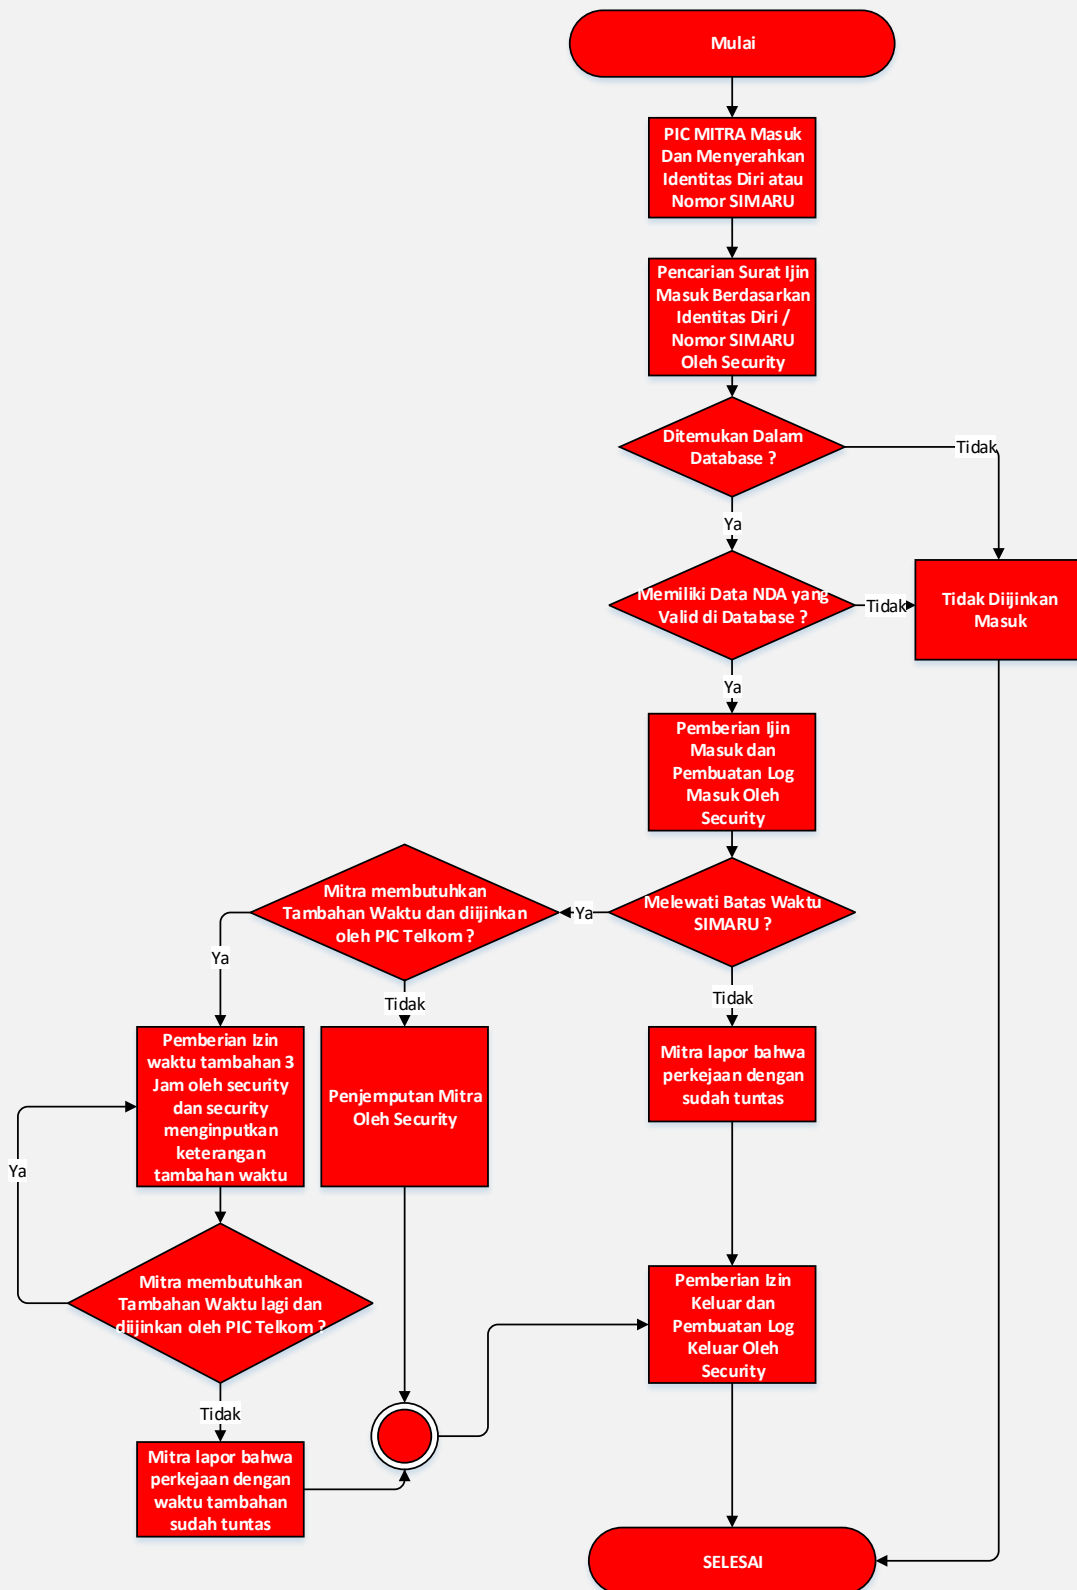 Mulai
PIC MITRA Masuk
Dan Menyerahkan
Identitas Diri atau
Nomor SIMARU
Pencarian Surat Ijin
Masuk Berdasarkan
Identitas Diri /
Nomor SIMARU
Oleh Security
Ditemukan Dalam
Database ?
Tidak
Ya
Memiliki Data NDA yang
Valid di Database ?
Tidak
Tidak Diijinkan
Masuk
Ya
Pemberian Ijin
Masuk dan
Pembuatan Log
Masuk Oleh
Security
Melewati Batas Waktu
SIMARU ?
Ya
Mitra membutuhkan
Tambahan Waktu dan diijinkan
oleh PIC Telkom ?
Ya
Tidak
Tidak
Pemberian Izin
waktu tambahan 3
Jam oleh security
dan security
menginputkan
keterangan
tambahan waktu
Penjemputan Mitra
Oleh Security
Mitra lapor bahwa
perkejaan dengan
sudah tuntas
Ya
Mitra membutuhkan
Tambahan Waktu lagi dan
diijinkan oleh PIC Telkom ?
Pemberian Izin
Keluar dan
Pembuatan Log
Keluar Oleh
Security
Tidak
Mitra lapor bahwa
perkejaan dengan
waktu tambahan
sudah tuntas
SELESAI